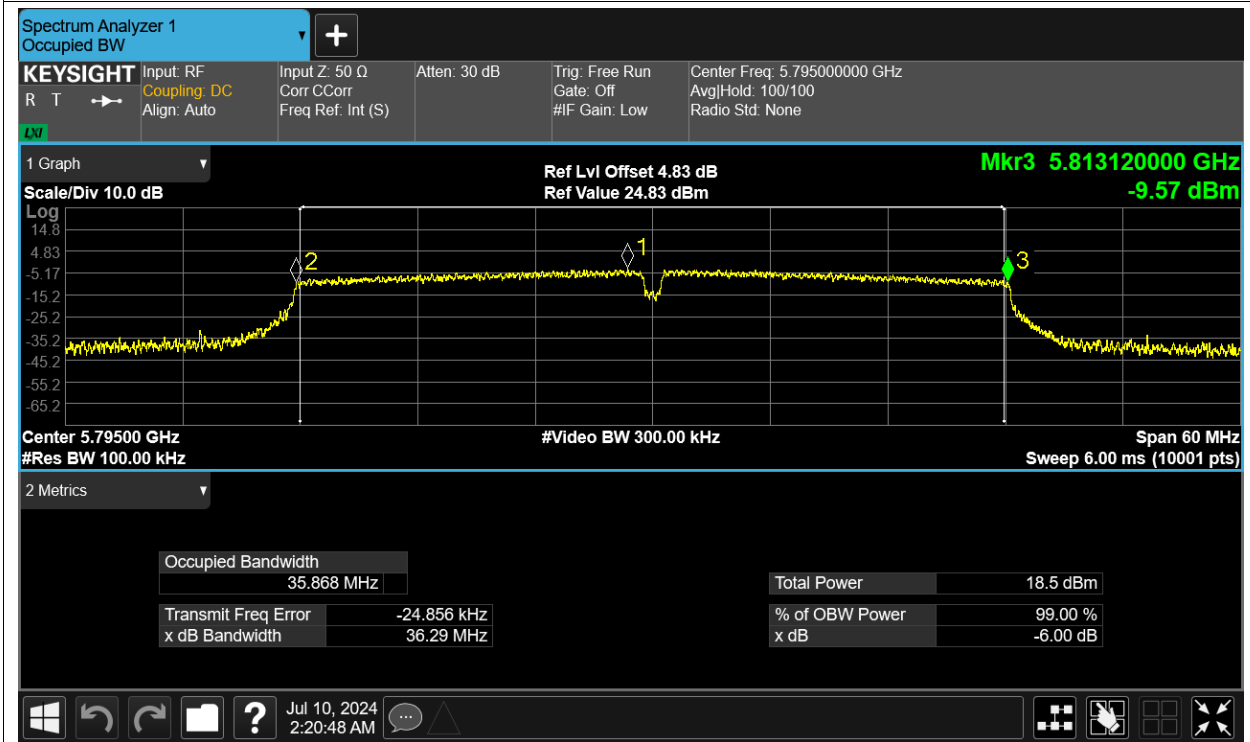 Spectrum Analyzer 1
Occupied BW
+
KEYSIGHT
R T
LXI
Input: RF
Coupling: DC
Align: Auto
Input Z: 50 Ω
Corr CCorr
Freq Ref: Int (S)
Atten: 30 dB
Trig: Free Run
Gate: Off
#IF Gain: Low
Center Freq: 5.795000000 GHz
Avg|Hold: 100/100
Radio Std: None
1 Graph
Scale/Div 10.0 dB
Ref Lvl Offset 4.83 dB
Ref Value 24.83 dBm
Mkr3 5.813120000 GHz
-9.57 dBm
Log
14.8
4.83
-5.17
-15.2
-25.2
-35.2
-45.2
-55.2
-65.2
2
1
3
Center 5.79500 GHz
#Res BW 100.00 kHz
#Video BW 300.00 kHz
Span 60 MHz
Sweep 6.00 ms (10001 pts)
2 Metrics
Occupied Bandwidth
35.868 MHz
Transmit Freq Error -24.856 kHz
x dB Bandwidth 36.29 MHz
Total Power 18.5 dBm
% of OBW Power 99.00 %
x dB -6.00 dB
?
Jul 10, 2024
2:20:48 AM